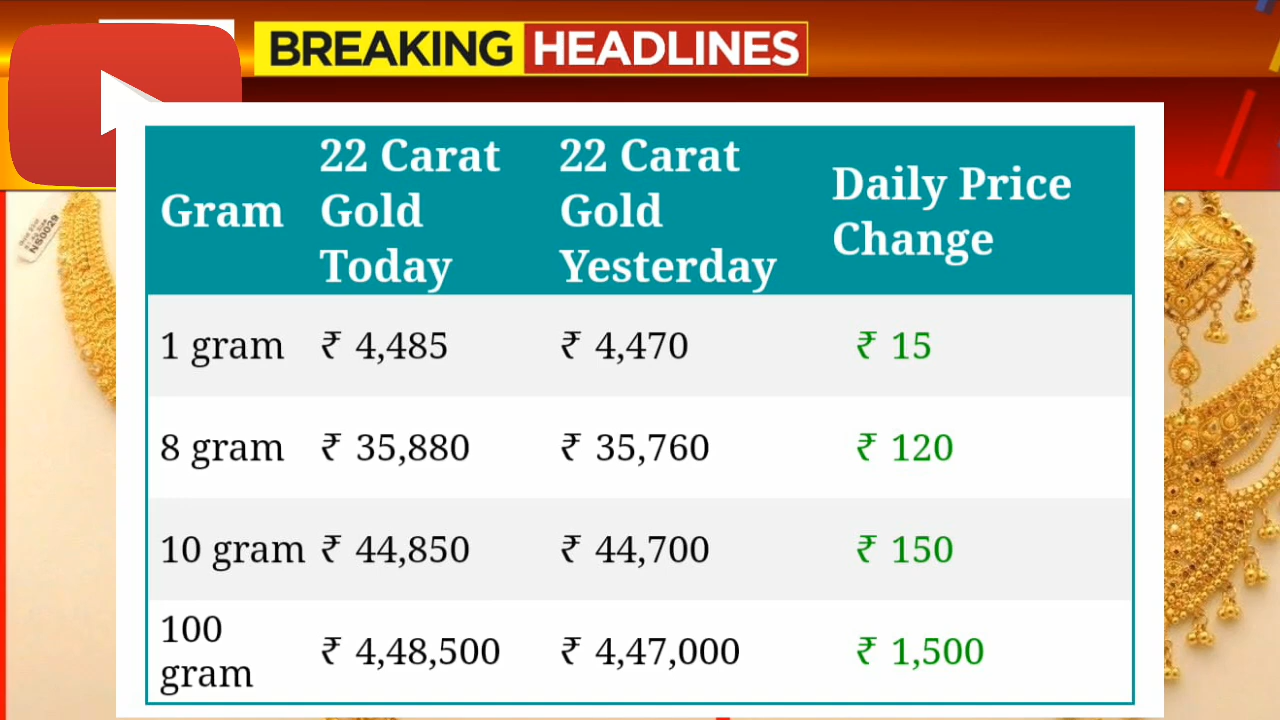 BREAKING HEADLINES
Gram
22 Carat
Gold
Today
22 Carat
Gold
Yesterday
Daily Price
Change
1 gram ₹ 4,485 ₹ 4,470 ₹ 15
8 gram ₹ 35,880 ₹ 35,760 ₹ 120
10 gram ₹ 44,850 ₹ 44,700 ₹ 150
100
gram ₹ 4,48,500 ₹ 4,47,000 ₹ 1,500
NS0029